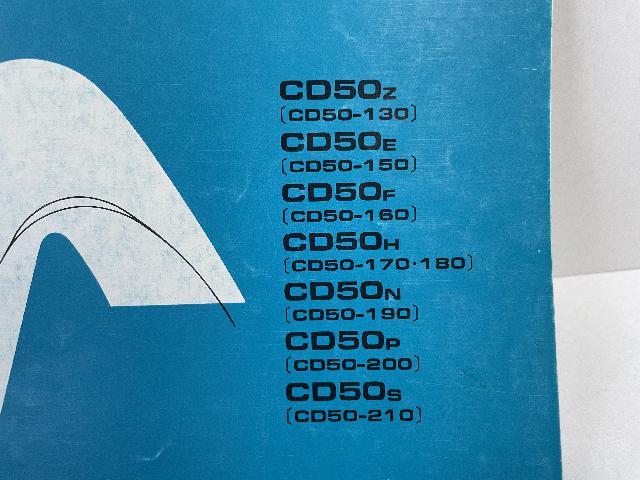 CD50Z
〔CD50-130〕
CD50E
〔CD50-150〕
CD50F
〔CD50-160〕
CD50H
〔CD50-170·180〕
CD50N
〔CD50-190〕
CD50P
〔CD50-200〕
CD50S
〔CD50-210〕